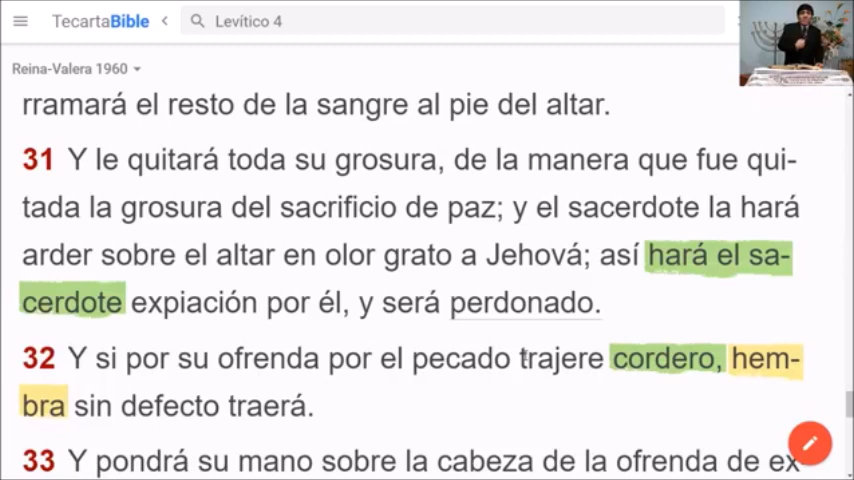 TecartaBible
Levítico 4
Reina-Valera 1960
rramará el resto de la sangre al pie del altar.
31 Y le quitará toda su grosura, de la manera que fue qui-
tada la grosura del sacrificio de paz; y el sacerdote la hará
arder sobre el altar en olor grato a Jehová; así hará el sa-
cerdote expiación por él, y será perdonado.
32 Y si por su ofrenda por el pecado trajere cordero, hem-
bra sin defecto traerá.
33 Y pondrá su mano sobre la cabeza de la ofrenda de ex